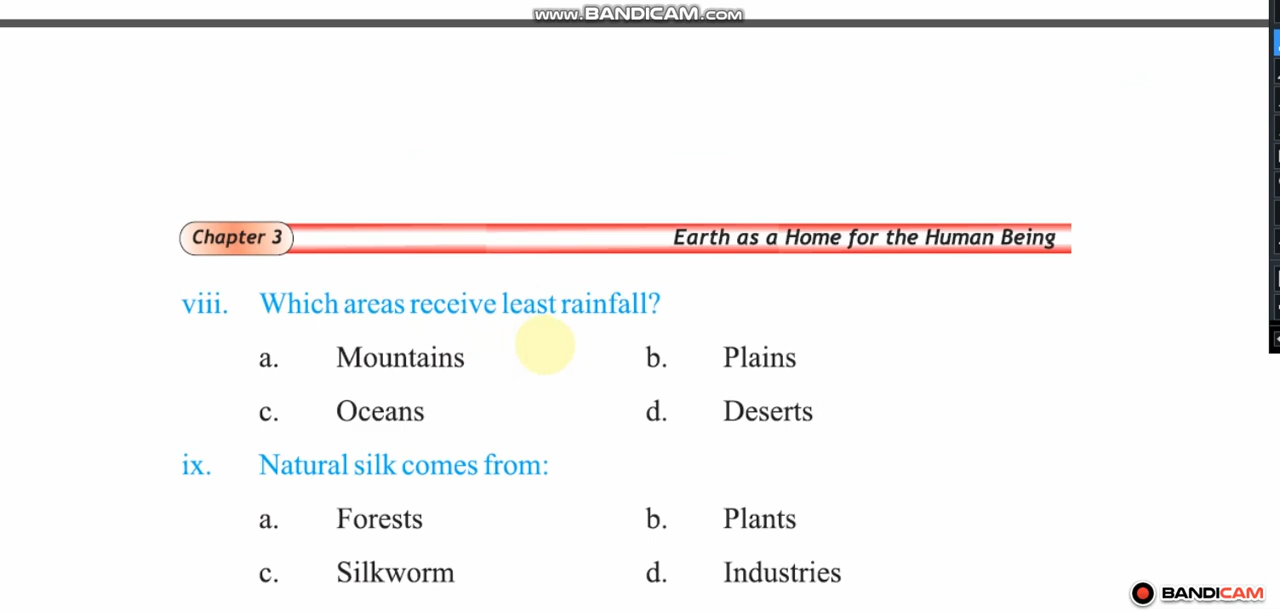 www.BANDICAM.com
Chapter 3 Earth as a Home for the Human Being
viii. Which areas receive least rainfall?
a. Mountains b. Plains
c. Oceans d. Deserts
ix. Natural silk comes from:
a. Forests b. Plants
c. Silkworm d. Industries
BANDICAM